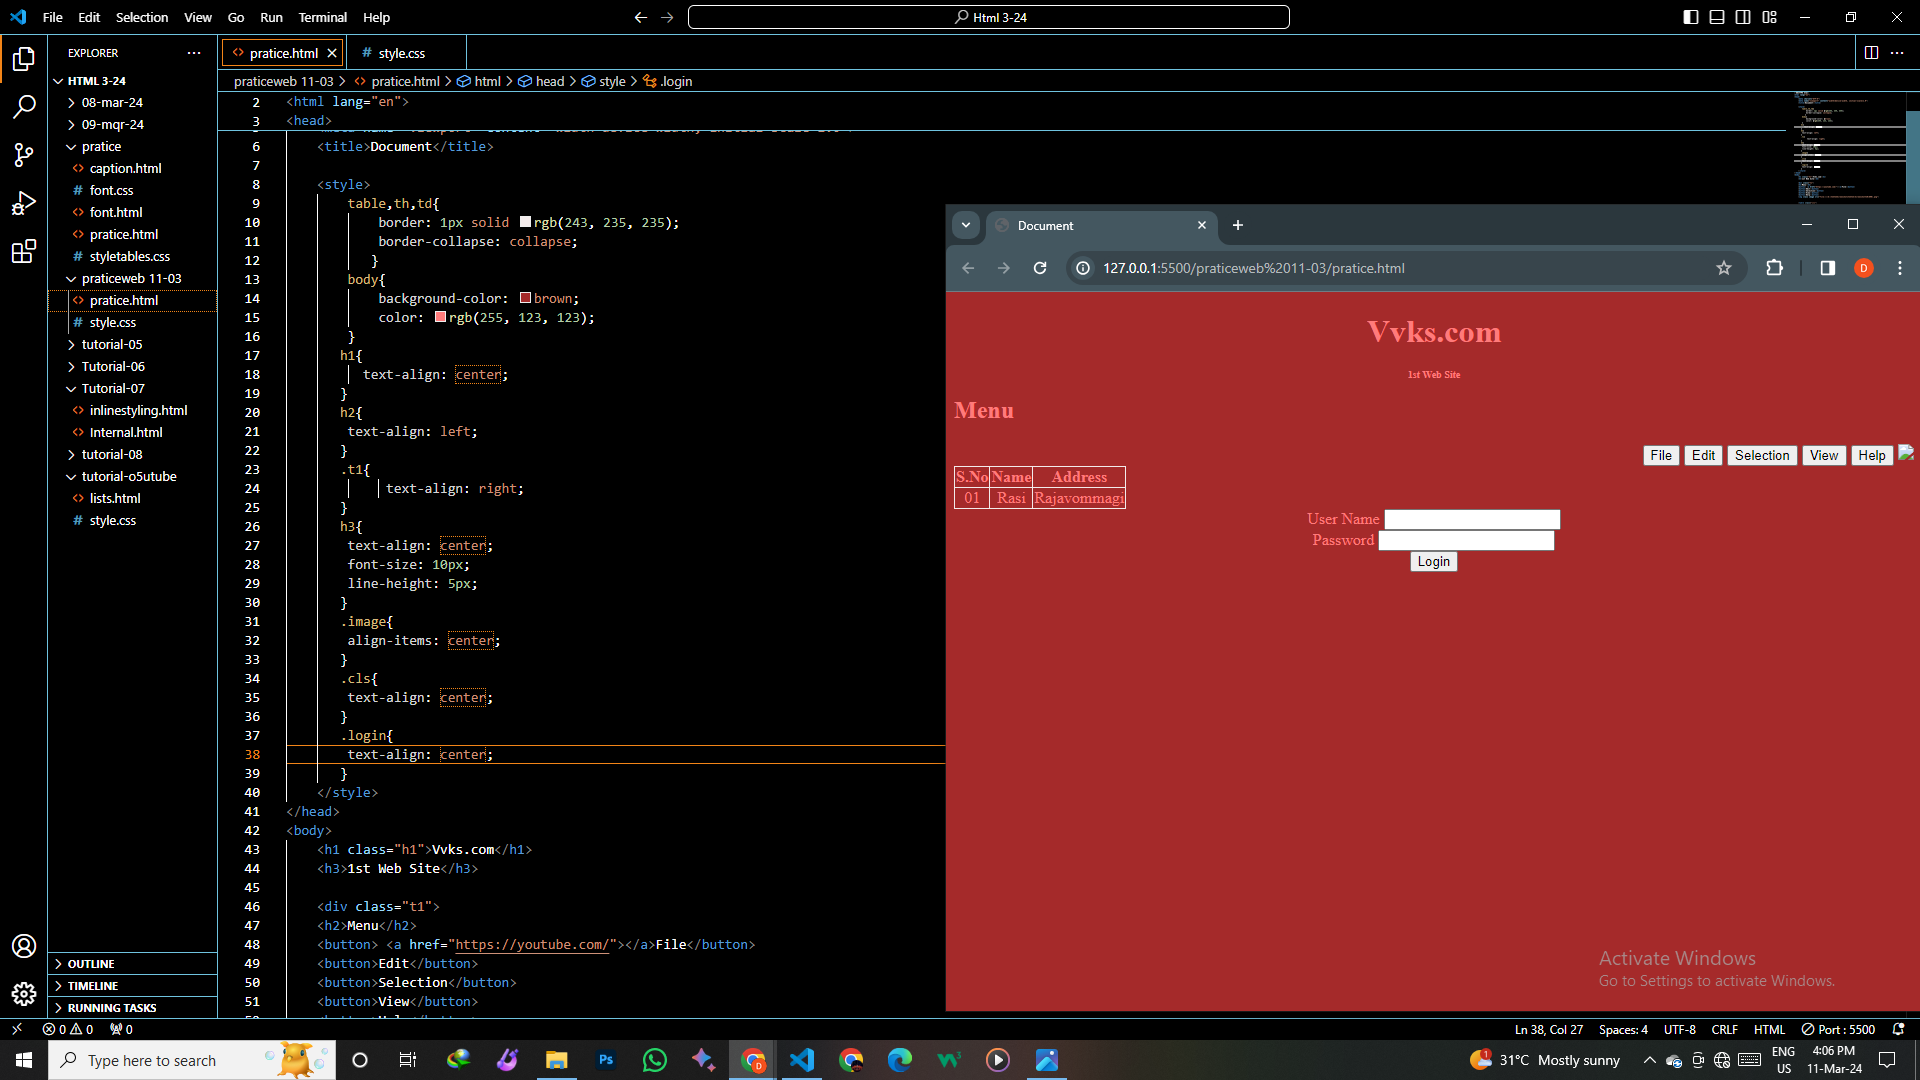 File Edit Selection View Go Run Terminal Help
Html 3-24
EXPLORER
HTML 3-24
08-mar-24
09-mqr-24
pratice
caption.html
font.css
font.html
pratice.html
styletables.css
praticeweb 11-03
pratice.html
style.css
tutorial-05
Tutorial-06
Tutorial-07
inlinestyling.html
Internal.html
tutorial-08
tutorial-o5utube
lists.html
style.css
OUTLINE
TIMELINE
RUNNING TASKS
pratice.html style.css
praticeweb 11-03 > pratice.html > html > head > style > .login
2 <html lang="en">
3 <head>
6 <title>Document</title>
7
8 <style>
9 table,th,td{
10 border: 1px solid rgb(243, 235, 235);
11 border-collapse: collapse;
12 }
13 body{
14 background-color: brown;
15 color: rgb(255, 123, 123);
16 }
17 h1{
18 text-align: center;
19 }
20 h2{
21 text-align: left;
22 }
23 .t1{
24 text-align: right;
25 }
26 h3{
27 text-align: center;
28 font-size: 10px;
29 line-height: 5px;
30 }
31 .image{
32 align-items: center;
33 }
34 .cls{
35 text-align: center;
36 }
37 .login{
38 text-align: center;
39 }
40 </style>
41 </head>
42 <body>
43 <h1 class="h1">Vvks.com</h1>
44 <h3>1st Web Site</h3>
45
46 <div class="t1">
47 <h2>Menu</h2>
48 <button> <a href="https://youtube.com/"></a>File</button>
49 <button>Edit</button>
50 <button>Selection</button>
51 <button>View</button>
Document
127.0.0.1:5500/praticeweb%2011-03/pratice.html
D
Vvks.com
1st Web Site
Menu
File Edit Selection View Help
S.No Name Address
01 Rasi Rajavommagi
User Name
Password
Login
Activate Windows
Go to Settings to activate Windows.
0 0 0
Ln 38, Col 27 Spaces: 4 UTF-8 CRLF HTML Port : 5500
Type here to search
Ps
D
1
31°C Mostly sunny
ENG
US
4:06 PM
11-Mar-24